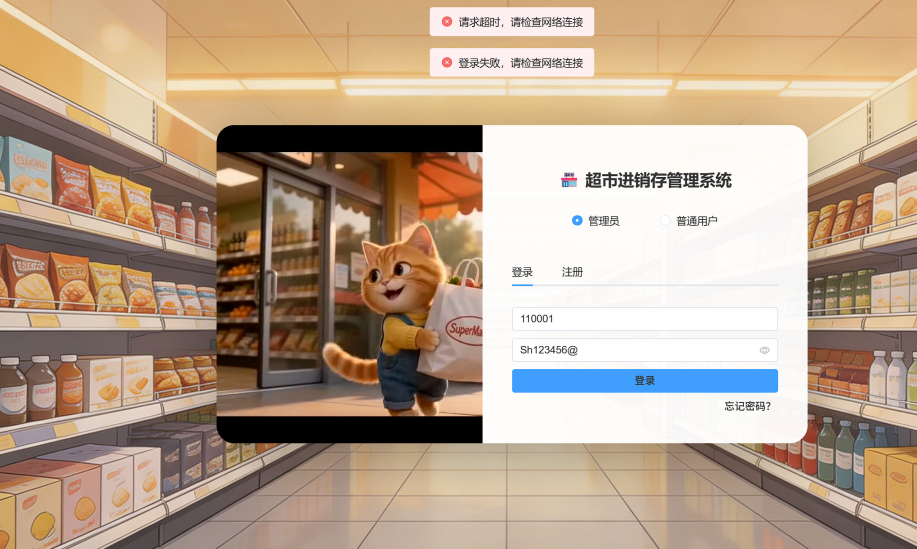 请求超时，请检查网络连接
登录失败，请检查网络连接
超市进销存管理系统
管理员
普通用户
登录
注册
110001
Sh123456@
登录
忘记密码？